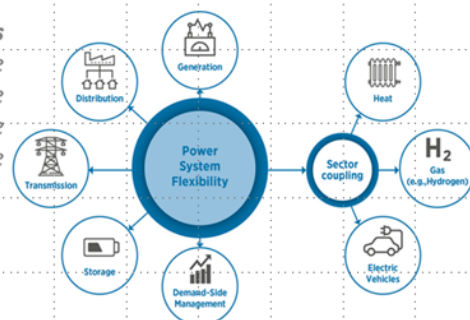 Generation
Distribution
Transmission
Storage
Demand-Side
Management
Power
System
Flexibility
Sector
coupling
Heat
H₂
Gas
(e.g.,Hydrogen)
Electric
Vehicles